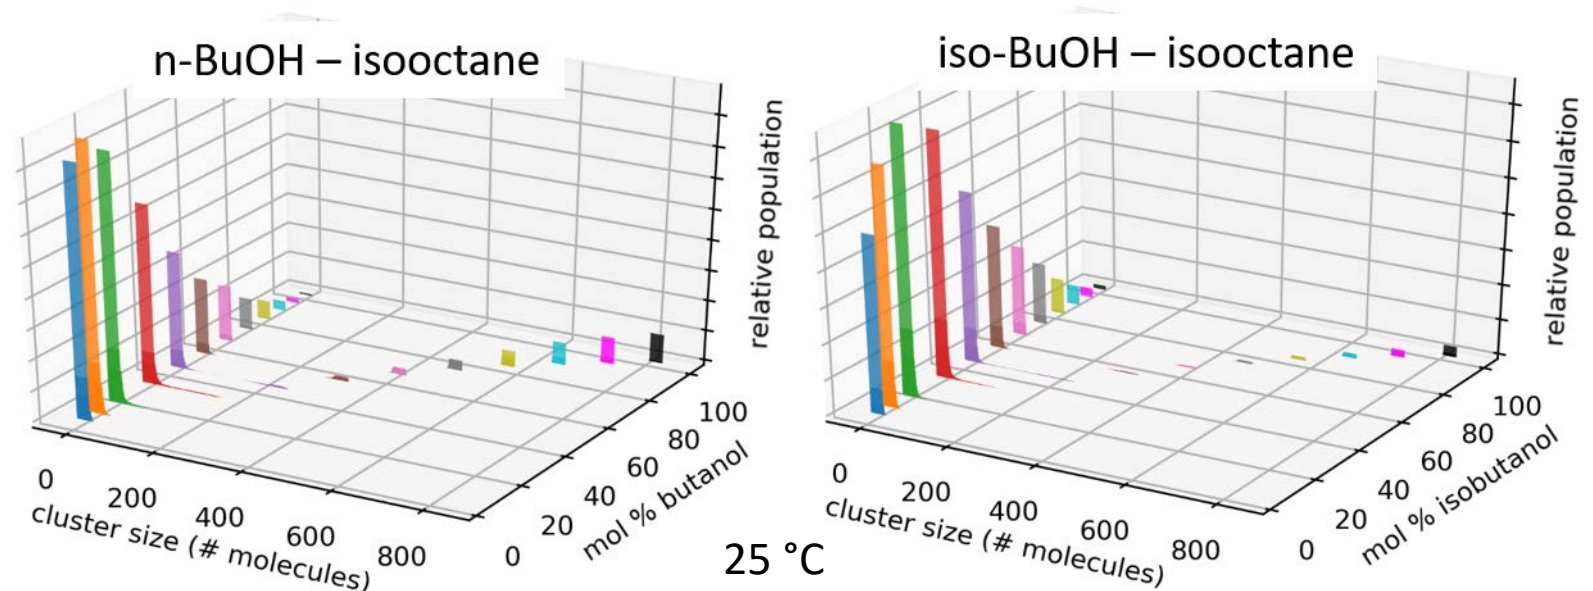 n-BuOH – isooctane
relative population
0
200
400
600
800
cluster size (# molecules)
0
20
40
60
80
100
mol % butanol
iso-BuOH – isooctane
relative population
0
200
400
600
800
cluster size (# molecules)
0
20
40
60
80
100
mol % isobutanol
25 °C